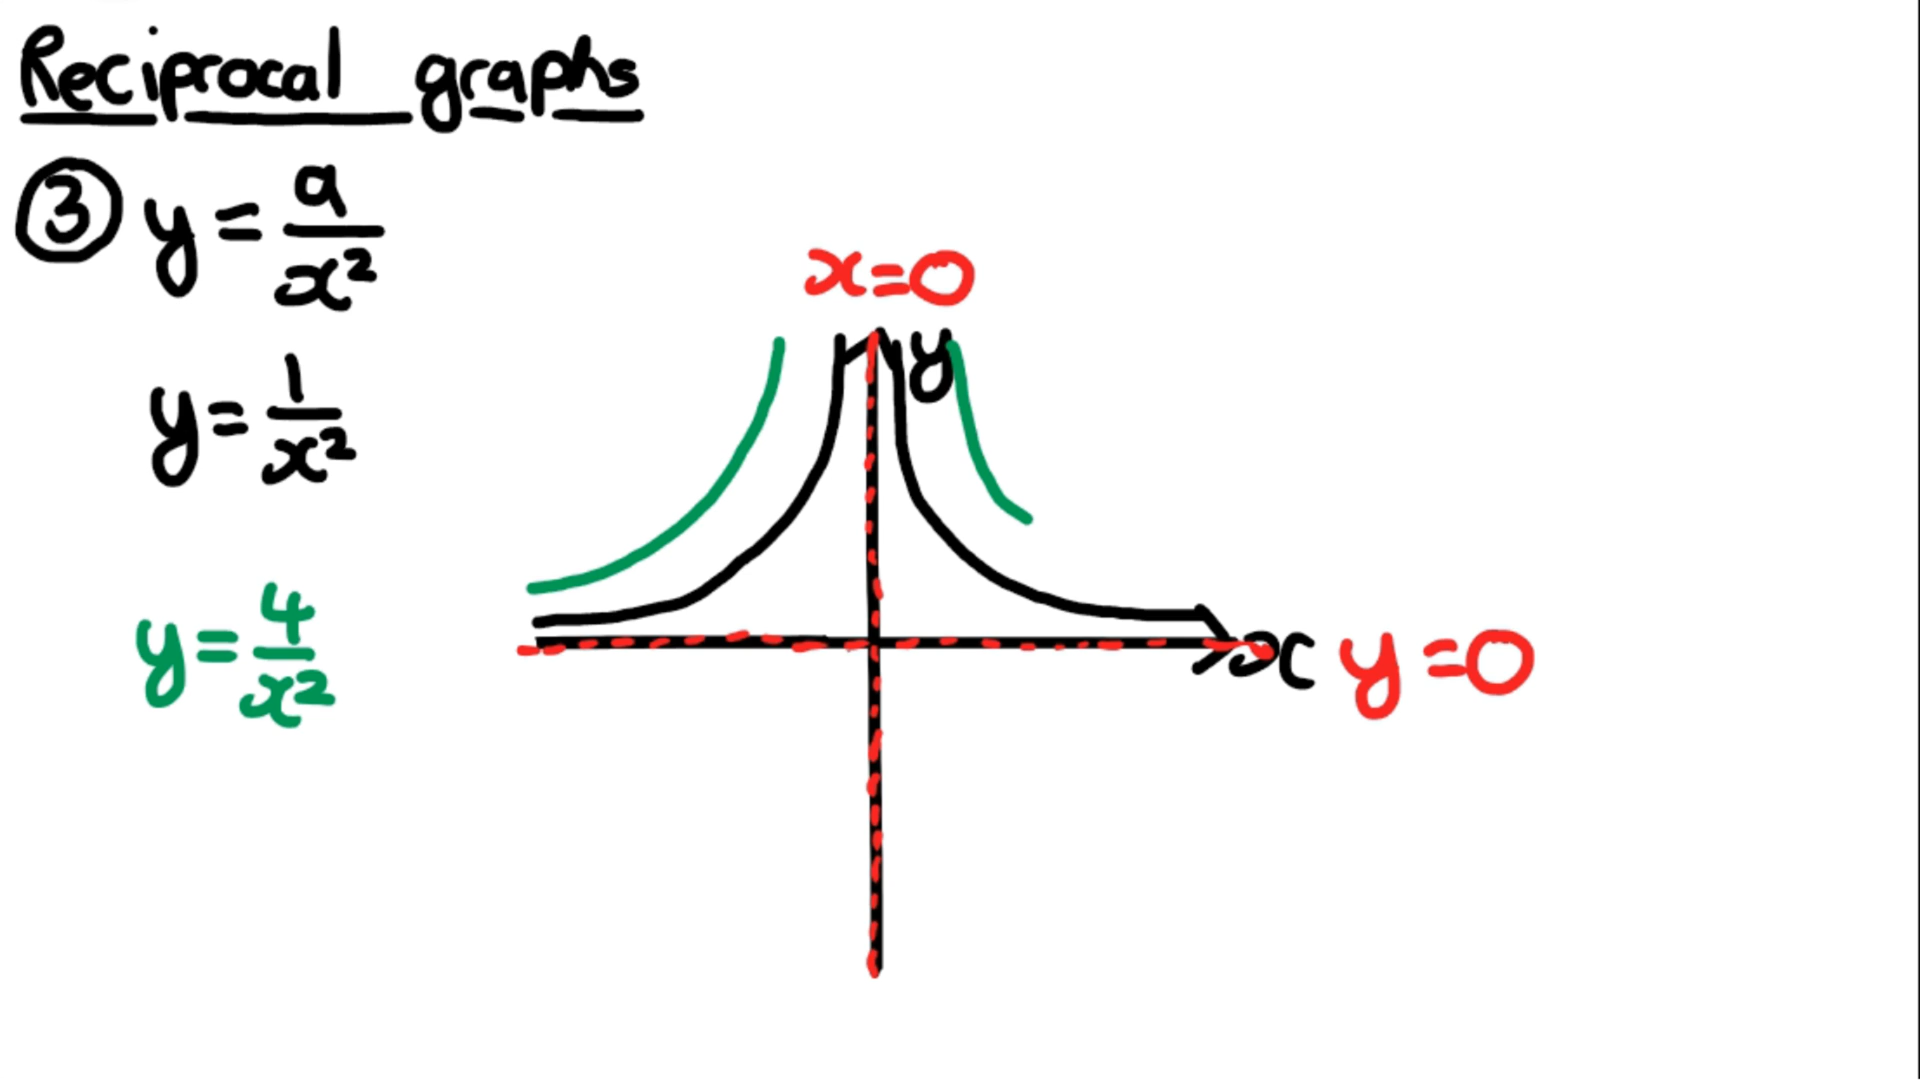 Reciprocal graphs
③ y = a/x²
y = 1/x²
y = 4/x²
x=0
y
x
y=0